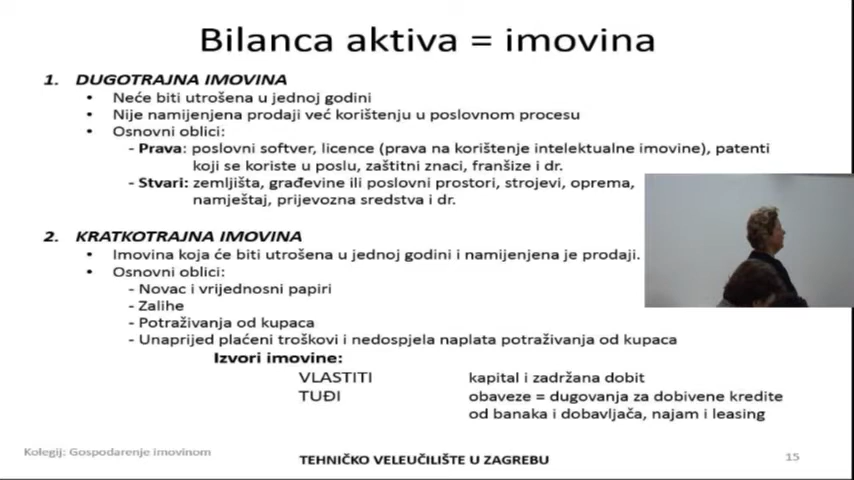 Bilanca aktiva = imovina
1. DUGOTRAJNA IMOVINA
• Neće biti utrošena u jednoj godini
• Nije namijenjena prodaji već korištenju u poslovnom procesu
• Osnovni oblici:
- Prava: poslovni softver, licence (prava na korištenje intelektualne imovine), patenti
koji se koriste u poslu, zaštitni znaci, franšize i dr.
- Stvari: zemljišta, građevine ili poslovni prostori, strojevi, oprema,
namještaj, prijevozna sredstva i dr.
2. KRATKOTRAJNA IMOVINA
• Imovina koja će biti utrošena u jednoj godini i namijenjena je prodaji.
• Osnovni oblici:
- Novac i vrijednosni papiri
- Zalihe
- Potraživanja od kupaca
- Unaprijed plaćeni troškovi i nedospjela naplata potraživanja od kupaca
Izvori imovine:
VLASTITI kapital i zadržana dobit
TUĐI obaveze = dugovanja za dobivene kredite
od banaka i dobavljača, najam i leasing
Kolegij: Gospodarenje imovinom
TEHNIČKO VELEUČILIŠTE U ZAGREBU
15